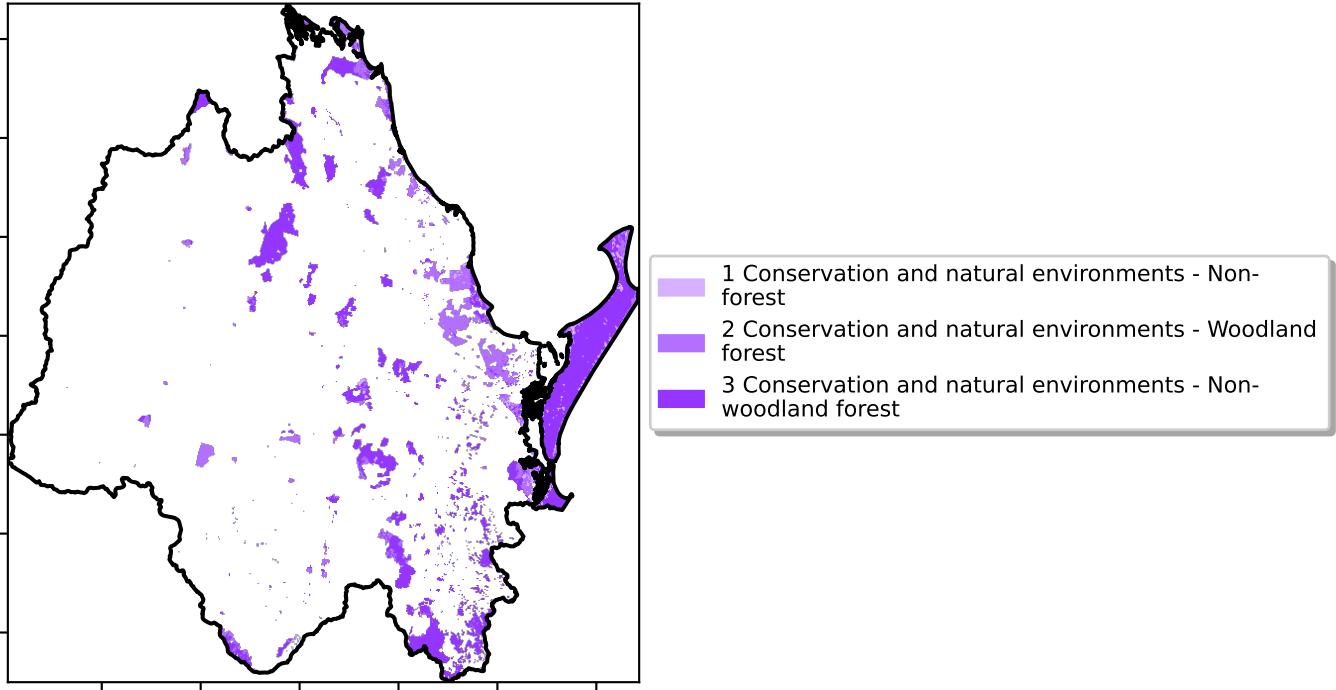 1 Conservation and natural environments - Non-
forest
2 Conservation and natural environments - Woodland
forest
3 Conservation and natural environments - Non-
woodland forest